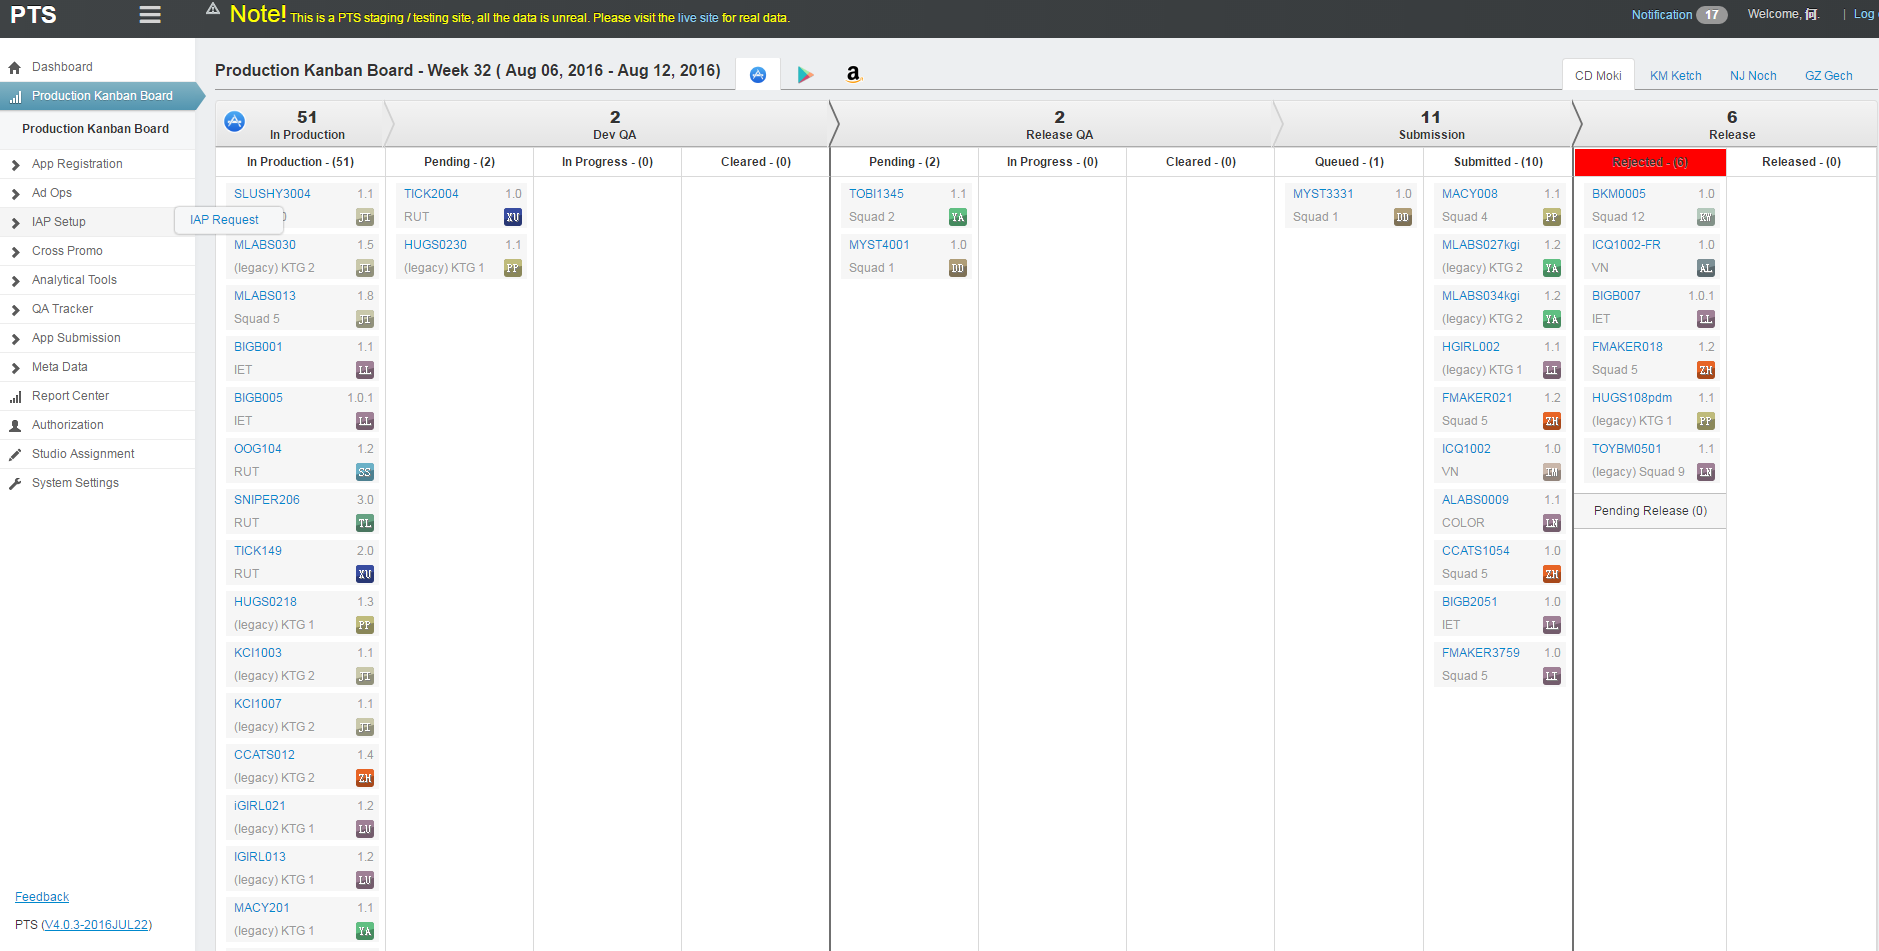 PTS
Note! This is a PTS staging / testing site, all the data is unreal. Please visit the live site for real data.
Notification 17 Welcome, | Log
Dashboard
Production Kanban Board
Production Kanban Board
App Registration
Ad Ops
IAP Setup
IAP Request
Cross Promo
Analytical Tools
QA Tracker
App Submission
Meta Data
Report Center
Authorization
Studio Assignment
System Settings
Feedback
PTS (V4.0.3-2016JUL22)
Production Kanban Board - Week 32 ( Aug 06, 2016 - Aug 12, 2016)
CD Moki KM Ketch NJ Noch GZ Gech
51
In Production
2
Dev QA
2
Release QA
11
Submission
6
Release
In Production - (51)
SLUSHY3004 1.1
0 JI
MLABS030 1.5
(legacy) KTG 2 JI
MLABS013 1.8
Squad 5 JI
BIGB001 1.1
IET LL
BIGB005 1.0.1
IET LL
OOG104 1.2
RUT SS
SNIPER206 3.0
RUT TL
TICK149 2.0
RUT XU
HUGS0218 1.3
(legacy) KTG 1 PP
KCI1003 1.1
(legacy) KTG 2 JI
KCI1007 1.1
(legacy) KTG 2 JI
CCATS012 1.4
(legacy) KTG 2 ZH
iGIRL021 1.2
(legacy) KTG 1 LU
IGIRL013 1.2
(legacy) KTG 1 LU
MACY201 1.1
(legacy) KTG 1 YA
Pending - (2)
TICK2004 1.0
RUT XU
HUGS0230 1.1
(legacy) KTG 1 PP
In Progress - (0)
Cleared - (0)
Pending - (2)
TOBI1345 1.1
Squad 2 YA
MYST4001 1.0
Squad 1 DD
In Progress - (0)
Cleared - (0)
Queued - (1)
MYST3331 1.0
Squad 1 DD
Submitted - (10)
MACY008 1.1
Squad 4 PP
MLABS027kgi 1.2
(legacy) KTG 2 YA
MLABS034kgi 1.2
(legacy) KTG 2 YA
HGIRL002 1.1
(legacy) KTG 1 LI
FMAKER021 1.2
Squad 5 ZH
ICQ1002 1.0
VN IM
ALABS0009 1.1
COLOR LN
CCATS1054 1.0
Squad 5 ZH
BIGB2051 1.0
IET LL
FMAKER3759 1.0
Squad 5 LI
Rejected - (6)
BKM0005 1.0
Squad 12 KW
ICQ1002-FR 1.0
VN AL
BIGB007 1.0.1
IET LL
FMAKER018 1.2
Squad 5 ZH
HUGS108pdm 1.1
(legacy) KTG 1 PP
TOYBM0501 1.1
(legacy) Squad 9 LN
Pending Release (0)
Released - (0)